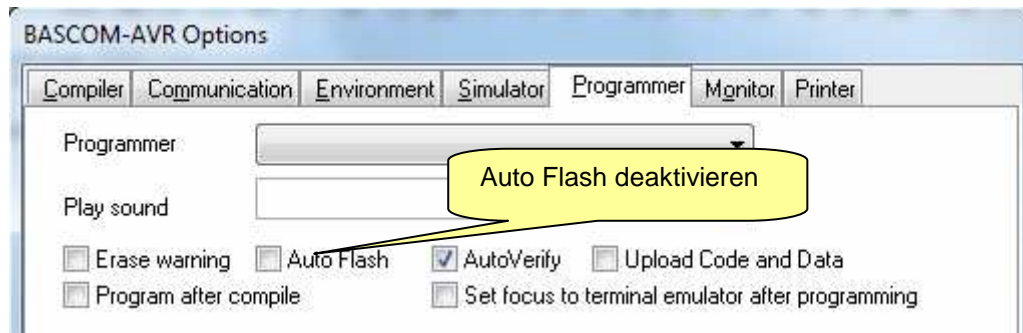 BASCOM-AVR Options
Compiler Communication Environment Simulator Programmer Monitor Printer
Programmer
Auto Flash deaktivieren
Play sound
Erase warning Auto Flash AutoVerify Upload Code and Data
Program after compile Set focus to terminal emulator after programming